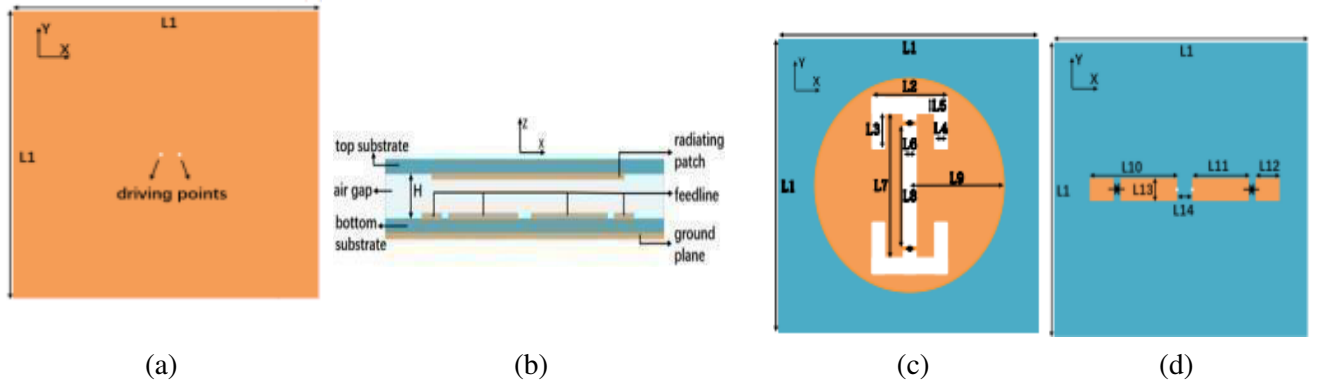 L1
Y
X
L1
driving points
(a)
Z
X
top substrate
radiating
patch
air gap
H
feedline
bottom
substrate
ground
plane
(b)
L1
Y
X
L2
L5
L3
L4
L6
L7
L8
L9
L1
(c)
L1
Y
X
L10
L11
L12
L1
L13
L14
(d)